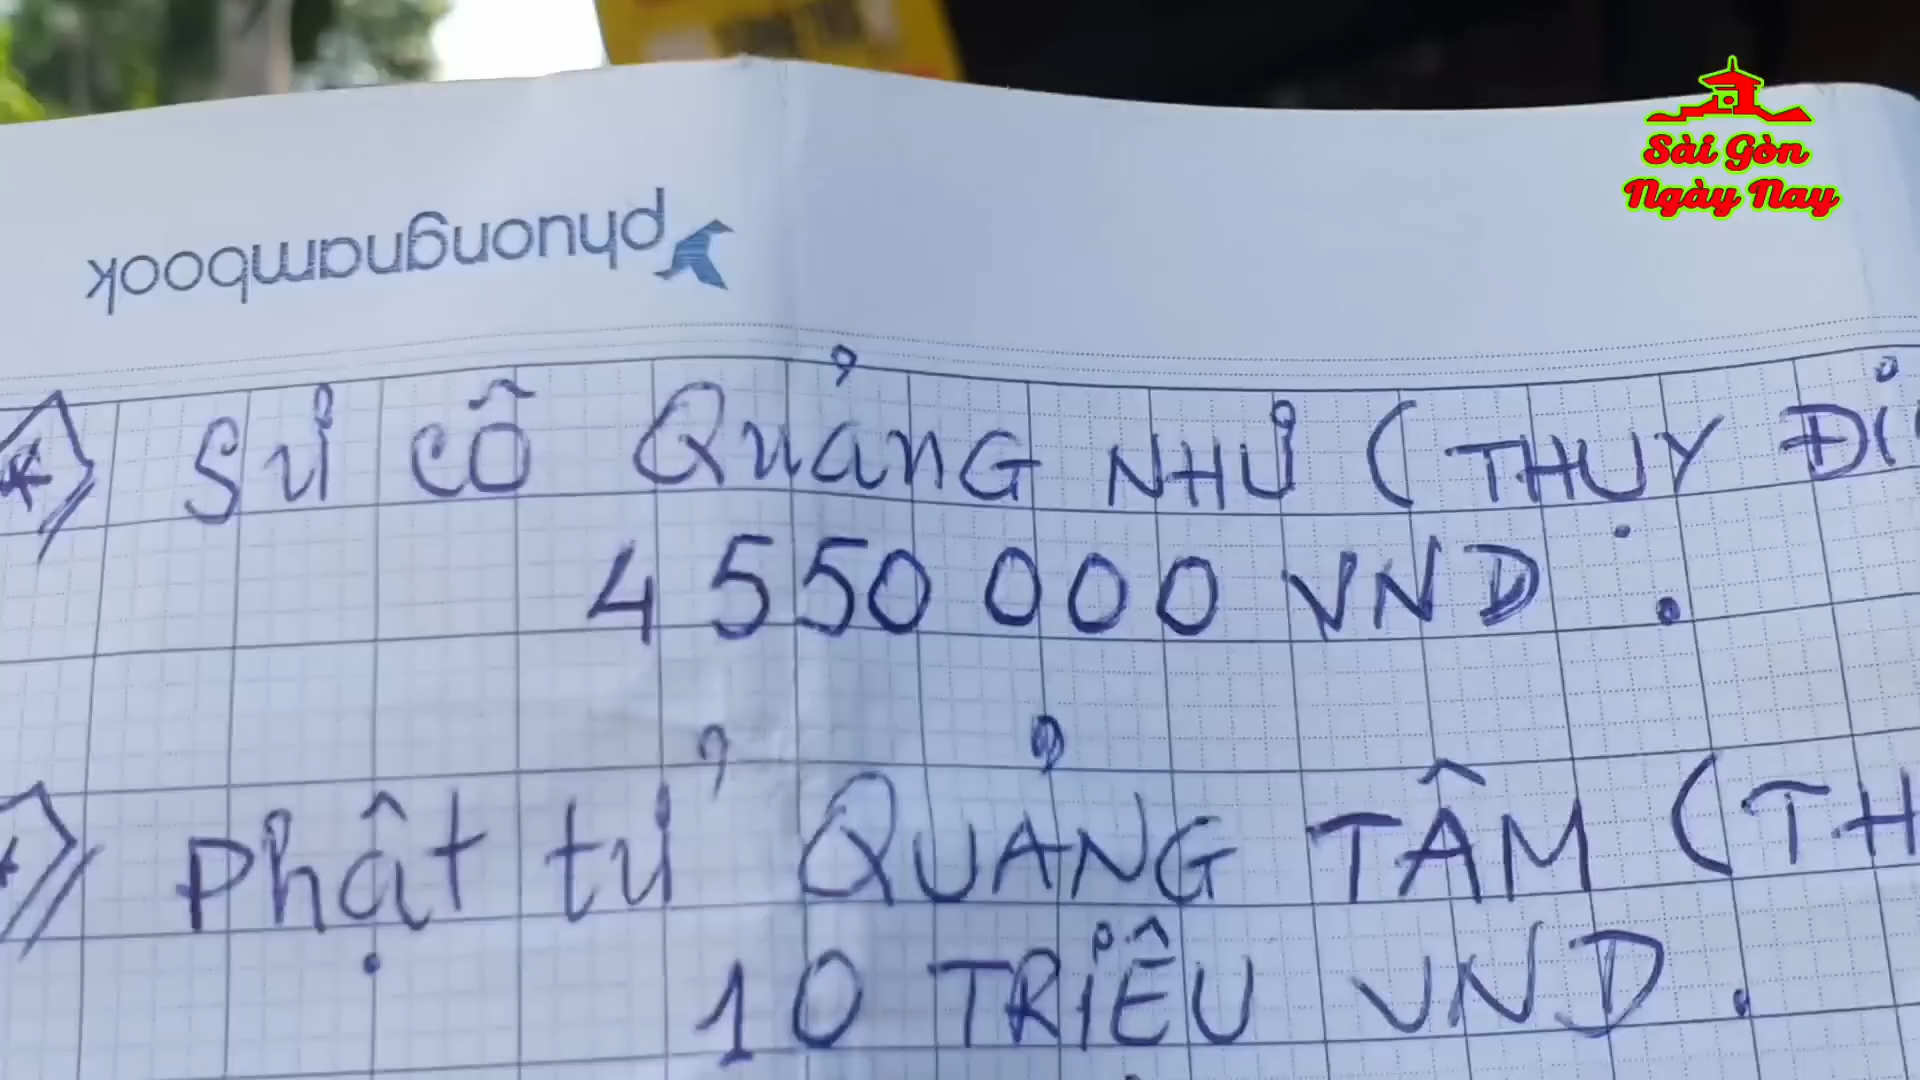 Sài Gòn
Ngày Nay
phuongnambook
Sư cô Quảng NHƯ (THỤY
4 550 000 VND :
Phật tử QUẢNG TÂM (TH
10 TRIỆU VND.